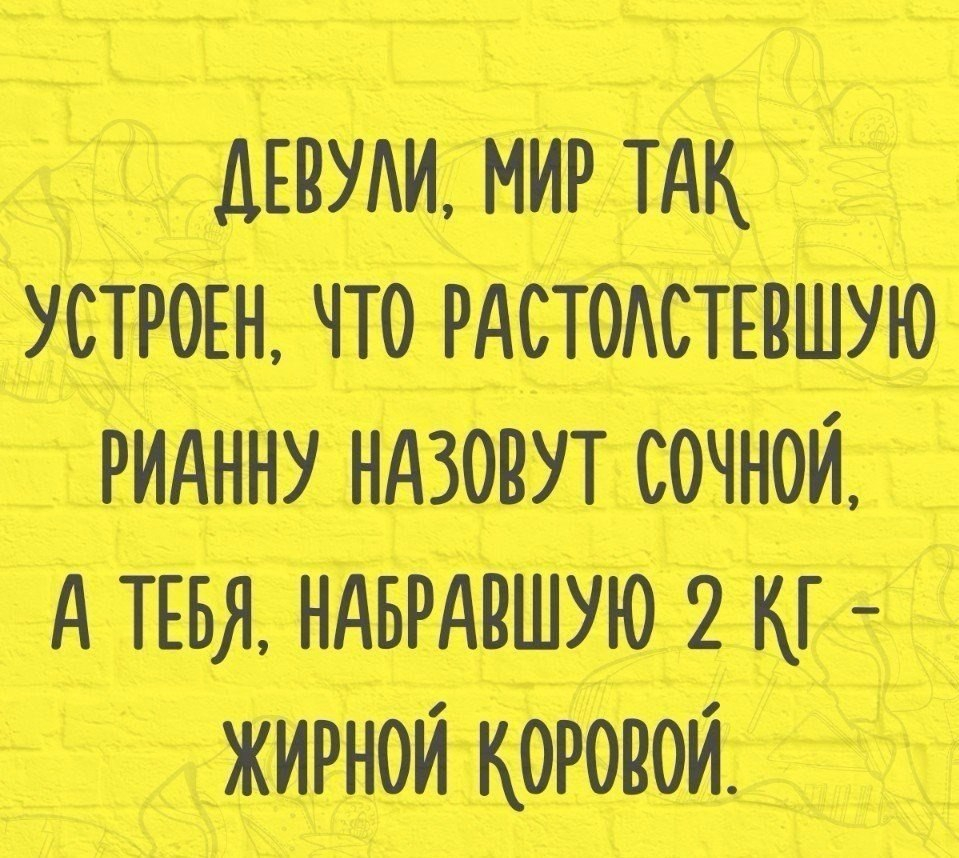 ДЕВУЛИ, МИР ТАК
УСТРОЕН, ЧТО РАСТОЛСТЕВШУЮ
РИАННУ НАЗОВУТ СОЧНОЙ,
А ТЕБЯ, НАБРАВШУЮ 2 КГ -
ЖИРНОЙ КОРОВОЙ.